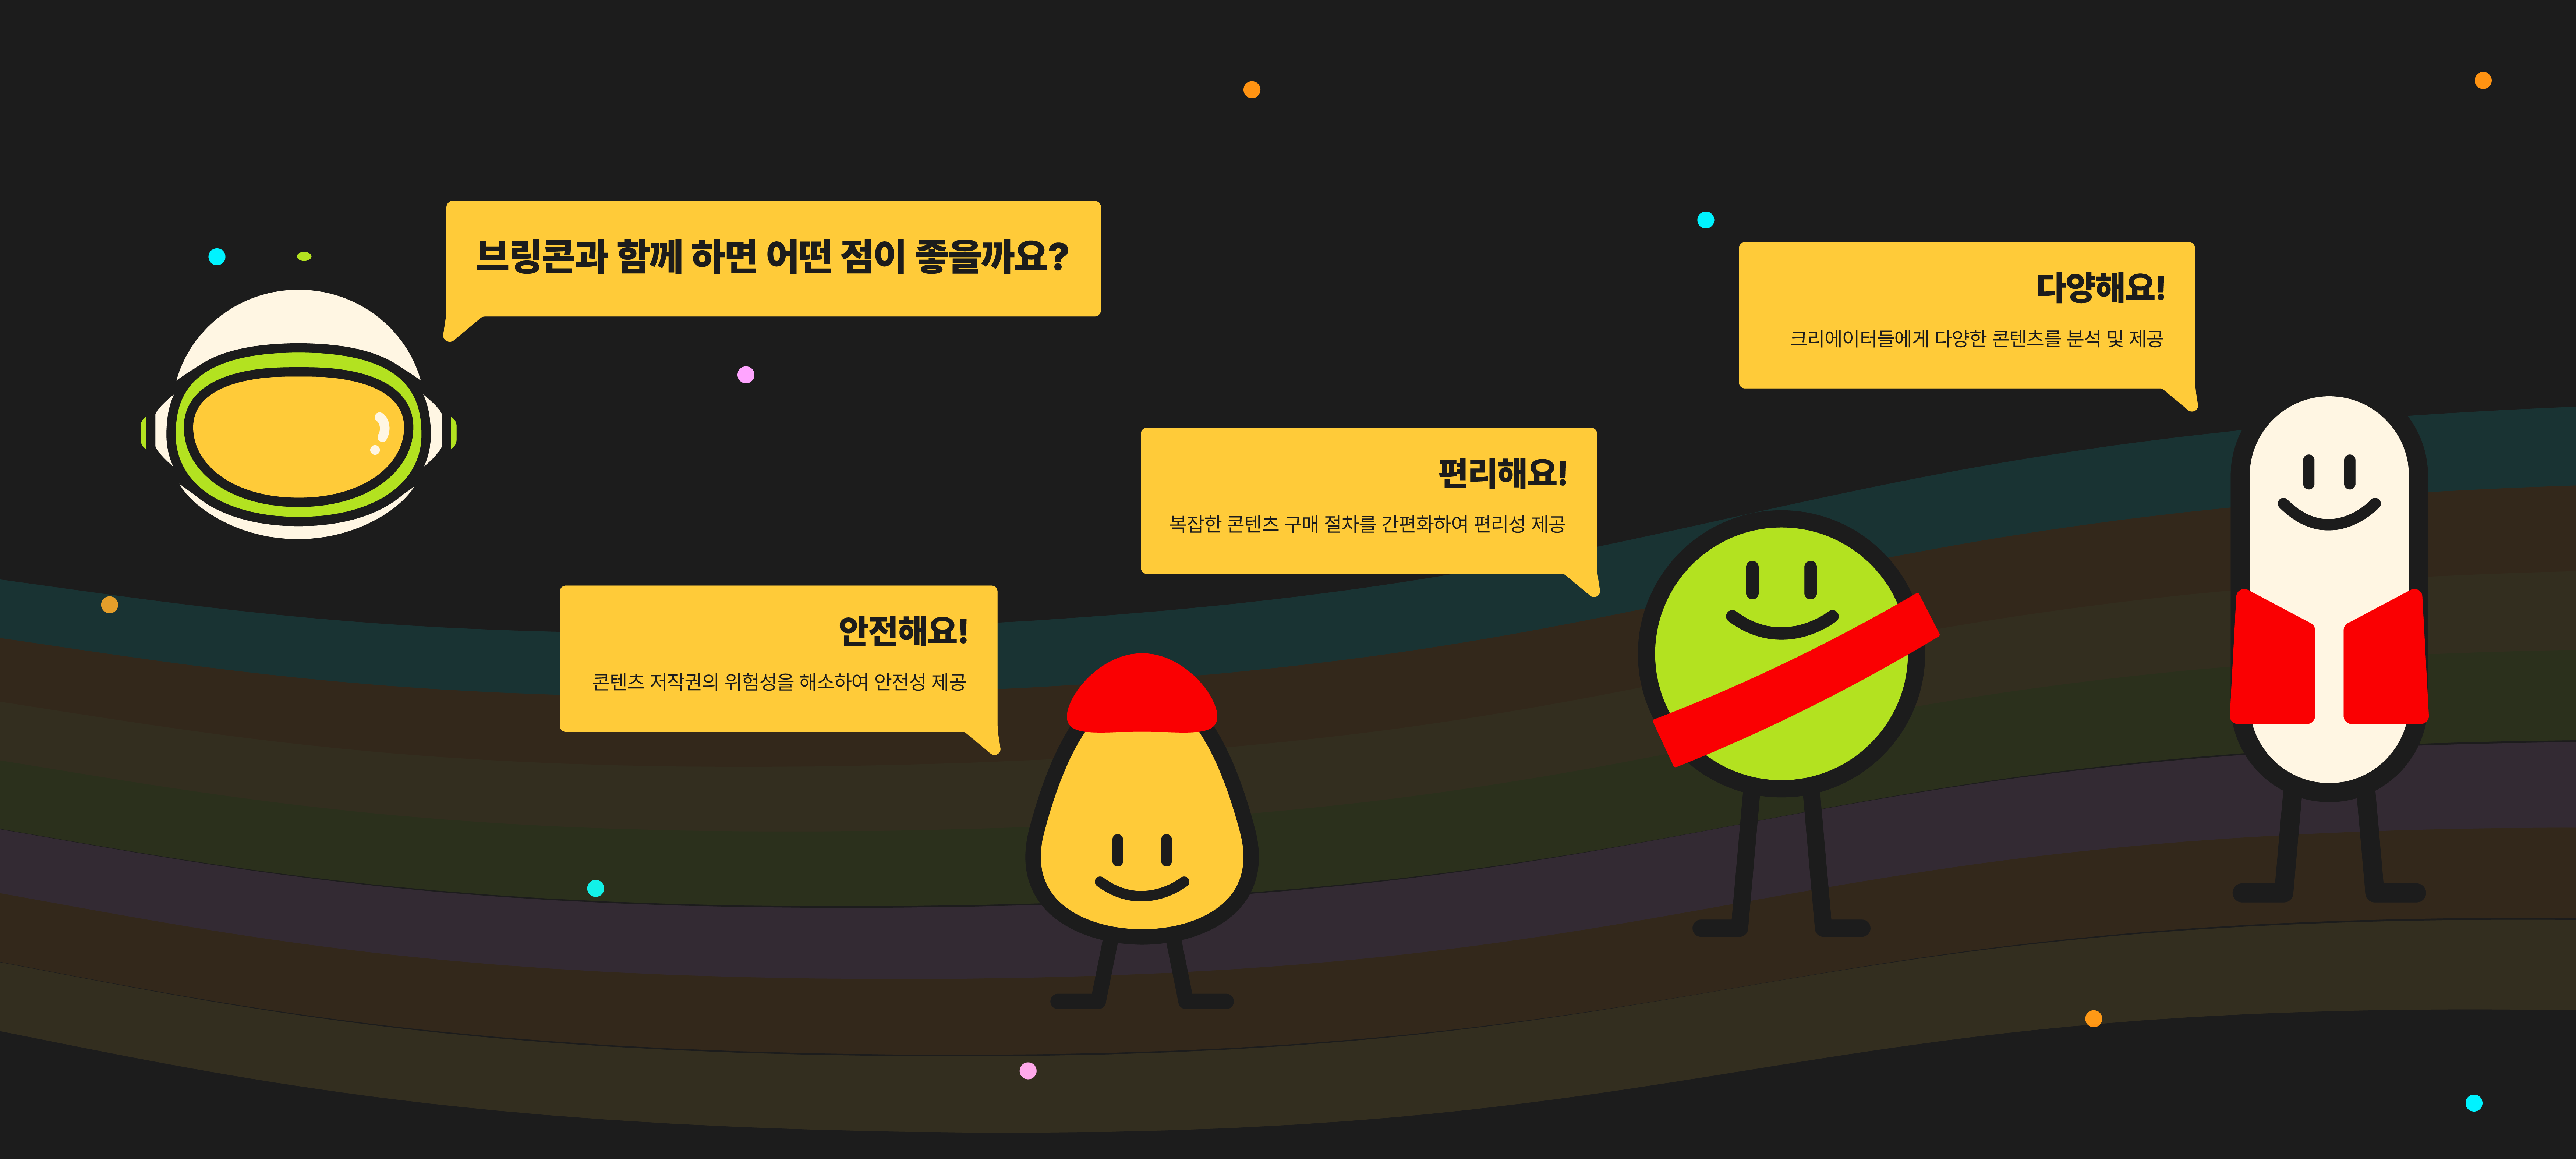 브링콘과 함께 하면 어떤 점이 좋을까요?
안전해요!
콘텐츠 저작권의 위험성을 해소하여 안전성 제공
편리해요!
복잡한 콘텐츠 구매 절차를 간편화하여 편리성 제공
다양해요!
크리에이터들에게 다양한 콘텐츠를 분석 및 제공